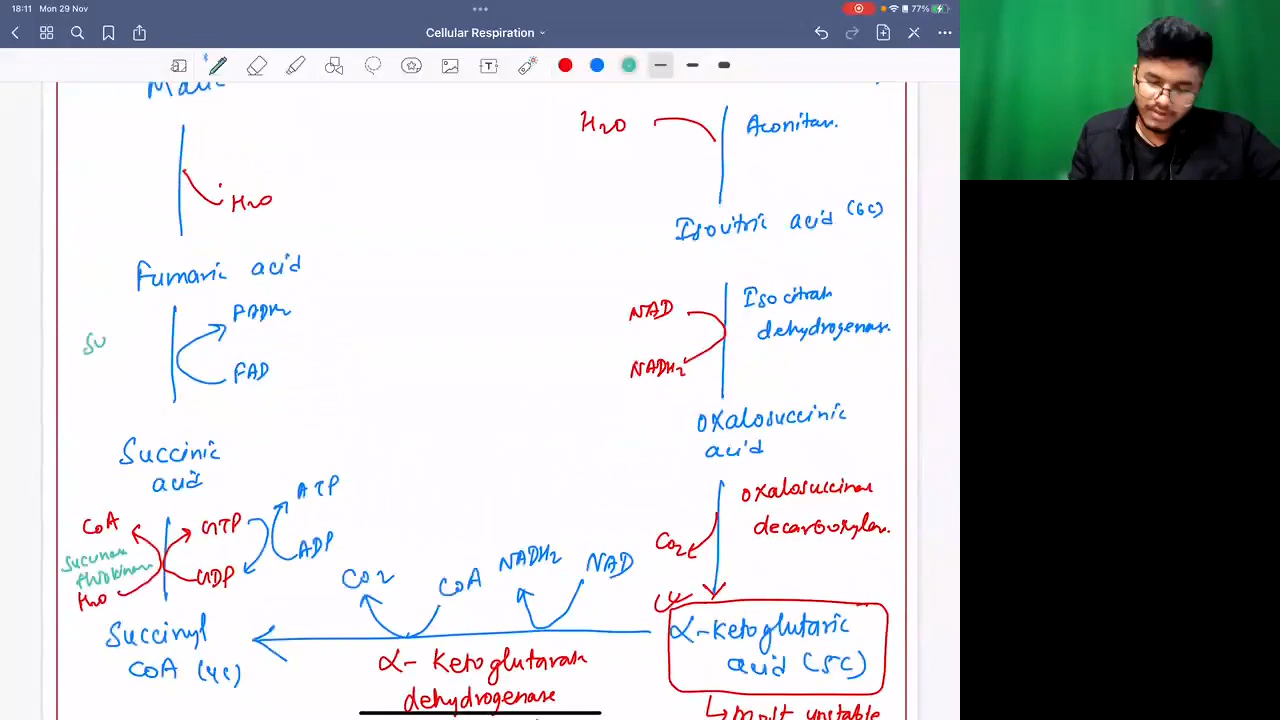 18:11 Mon 29 Nov
77%
Cellular Respiration
Malic
H2O
Aconitas.
H2O
Isocitric acid (6C)
Fumaric acid
FADH2
FAD
NAD
NADH2
Isocitrate
dehydrogenase.
Su
Oxalosuccinic
acid
Succinic
acid
ATP
ADP
CoA
GTP
GDP
H2O
Succinate
thiokinase
Oxalosuccinate
decarboxylase.
CO2
CO2
CoA
NADH2
NAD
Succinyl
CoA (4C)
α-Ketoglutaric
acid (5C)
α-Ketoglutarate
dehydrogenase
↳ most unstable